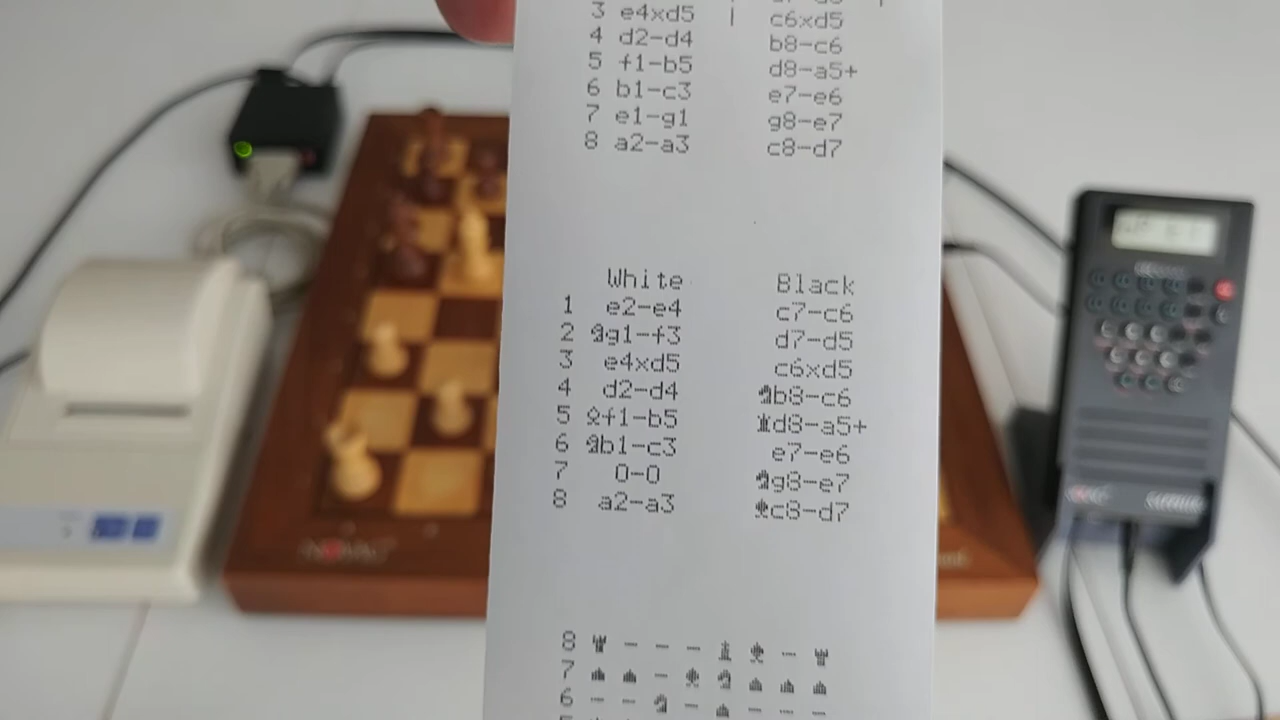 3 e4xd5 c6xd5
4 d2-d4 b8-c6
5 f1-b5 d8-a5+
6 b1-c3 e7-e6
7 e1-g1 g8-e7
8 a2-a3 c8-d7
White Black
1 e2-e4 c7-c6
2 ♘g1-f3 d7-d5
3 e4xd5 c6xd5
4 d2-d4 ♞b8-c6
5 ♗f1-b5 ♛d8-a5+
6 ♘b1-c3 e7-e6
7 0-0 ♞g8-e7
8 a2-a3 ♝c8-d7
8 ♜ - - - ♚ ♝ - ♜
7 ♟ ♟ - ♝ ♞ ♟ ♟ ♟
6 - - ♞ - ♟ - - -